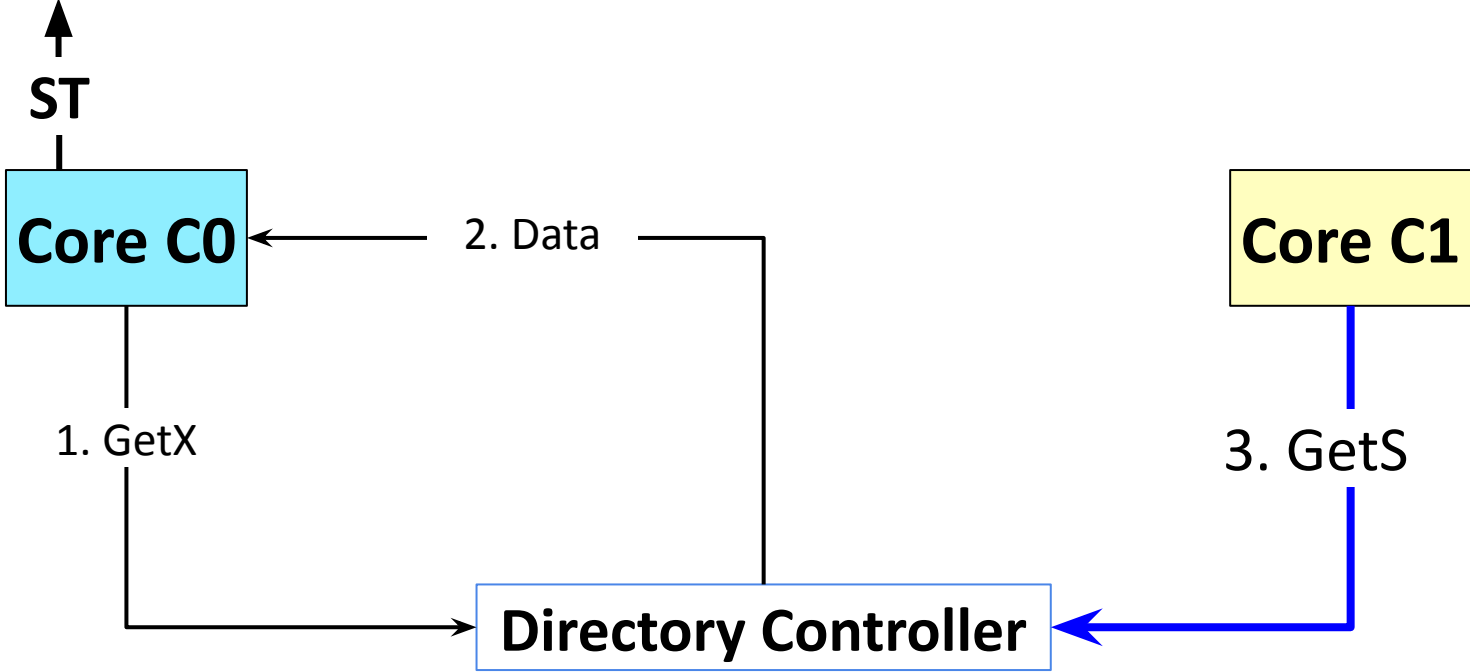 ST
Core C0
2. Data
Core C1
1. GetX
3. GetS
Directory Controller